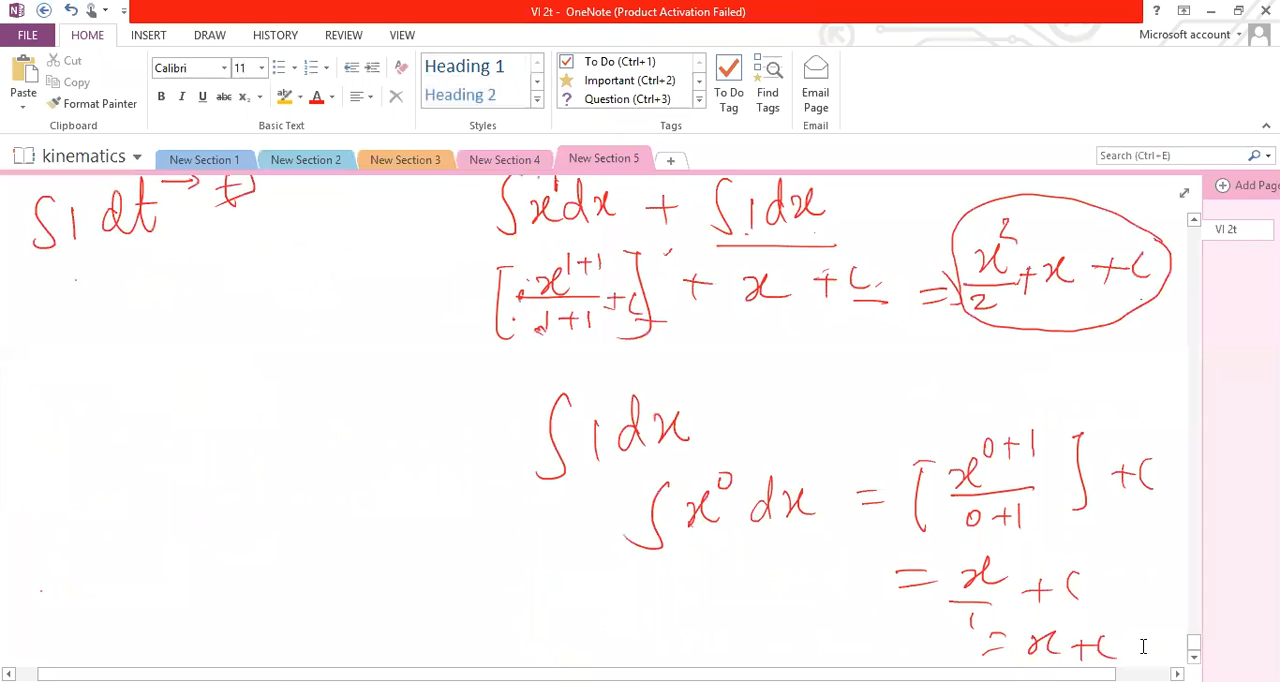 VI 2t - OneNote (Product Activation Failed)
FILE HOME INSERT DRAW HISTORY REVIEW VIEW
Microsoft account
Paste
Cut
Copy
Format Painter
Clipboard
Calibri 11
Basic Text
Heading 1
Heading 2
Styles
To Do (Ctrl+1)
Important (Ctrl+2)
Question (Ctrl+3)
Tags
To Do Tag
Find Tags
Email Page
Email
kinematics
New Section 1 New Section 2 New Section 3 New Section 4 New Section 5
Search (Ctrl+E)
Add Page
VI 2t
∫1 dt → t
∫x¹dx + ∫1 dx
[x^(1+1)/(1+1) + C] + x + C ⇒ x²/2 + x + C
∫1 dx
∫x⁰ dx = [x^(0+1)/(0+1)] + C
= x/1 + C
= x + C